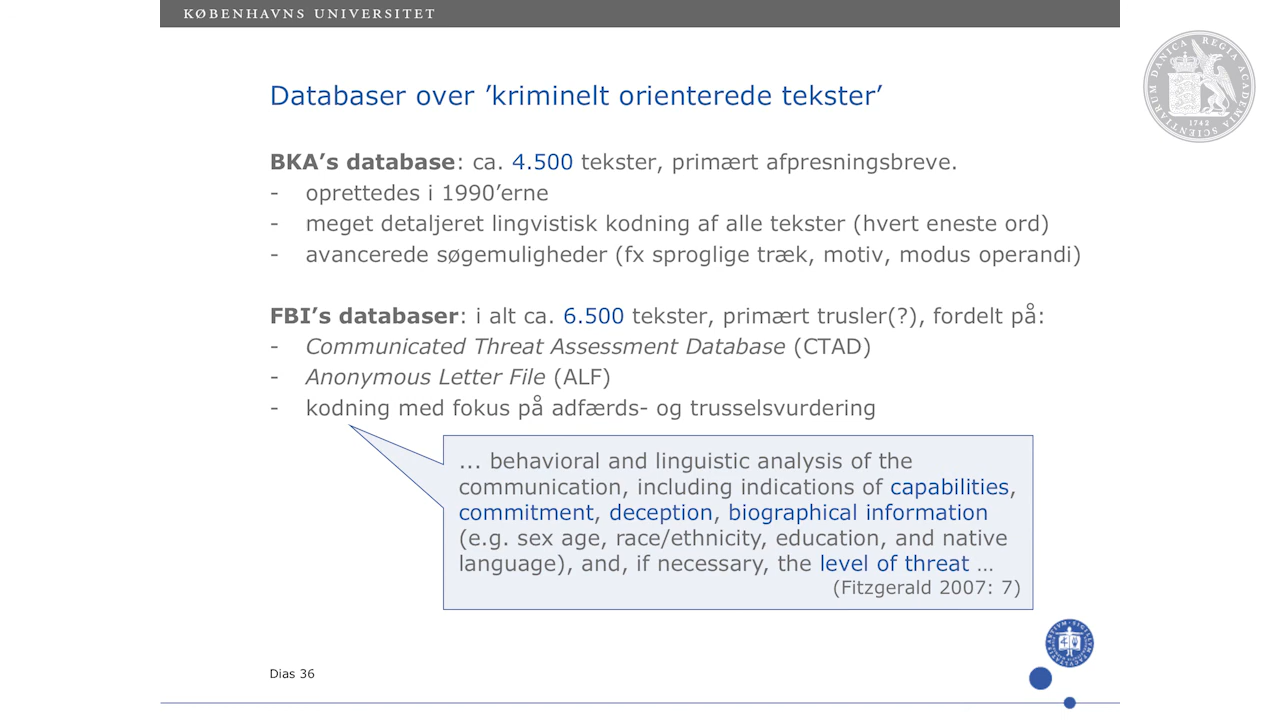 KØBENHAVNS UNIVERSITET
REGIA ACADEMIA SCIENTIARUM DANICA
1742
Databaser over ’kriminelt orienterede tekster’
BKA’s database: ca. 4.500 tekster, primært afpresningsbreve.
- oprettedes i 1990’erne
- meget detaljeret lingvistisk kodning af alle tekster (hvert eneste ord)
- avancerede søgemuligheder (fx sproglige træk, motiv, modus operandi)
FBI’s databaser: i alt ca. 6.500 tekster, primært trusler(?), fordelt på:
- Communicated Threat Assessment Database (CTAD)
- Anonymous Letter File (ALF)
- kodning med fokus på adfærds- og trusselsvurdering
... behavioral and linguistic analysis of the
communication, including indications of capabilities,
commitment, deception, biographical information
(e.g. sex age, race/ethnicity, education, and native
language), and, if necessary, the level of threat …
(Fitzgerald 2007: 7)
Dias 36